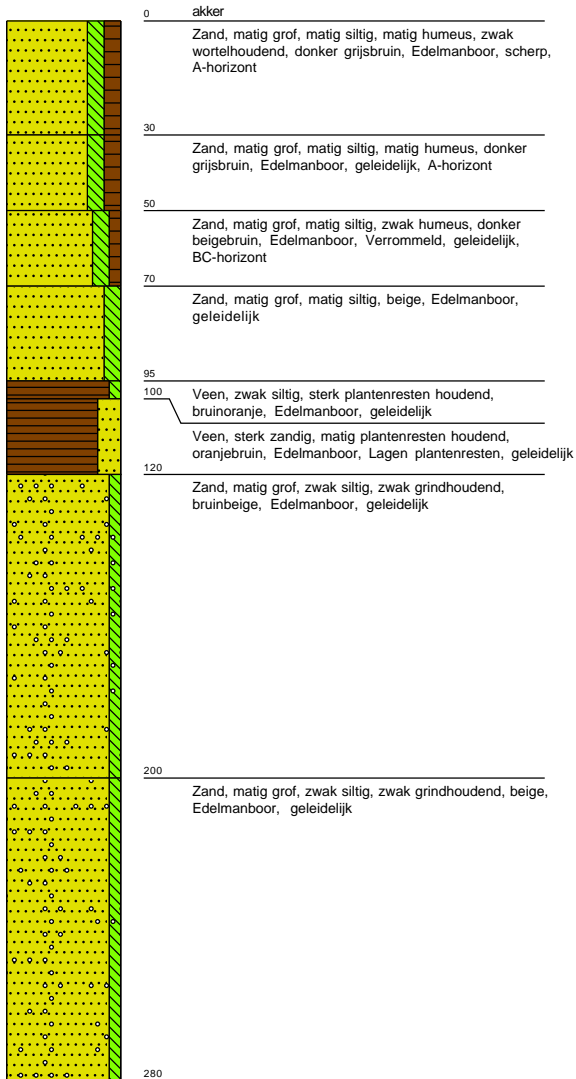 0
akker
Zand, matig grof, matig siltig, matig humeus, zwak
wortelhoudend, donker grijsbruin, Edelmanboor, scherp,
A-horizont
30
Zand, matig grof, matig siltig, matig humeus, donker
grijsbruin, Edelmanboor, geleidelijk, A-horizont
50
Zand, matig grof, matig siltig, zwak humeus, donker
beigebruin, Edelmanboor, Verrommeld, geleidelijk,
BC-horizont
70
Zand, matig grof, matig siltig, beige, Edelmanboor,
geleidelijk
95
Veen, zwak siltig, sterk plantenresten houdend,
bruinoranje, Edelmanboor, geleidelijk
100
Veen, sterk zandig, matig plantenresten houdend,
oranjebruin, Edelmanboor, Lagen plantenresten, geleidelijk
120
Zand, matig grof, zwak siltig, zwak grindhoudend,
bruinbeige, Edelmanboor, geleidelijk
200
Zand, matig grof, zwak siltig, zwak grindhoudend, beige,
Edelmanboor, geleidelijk
280